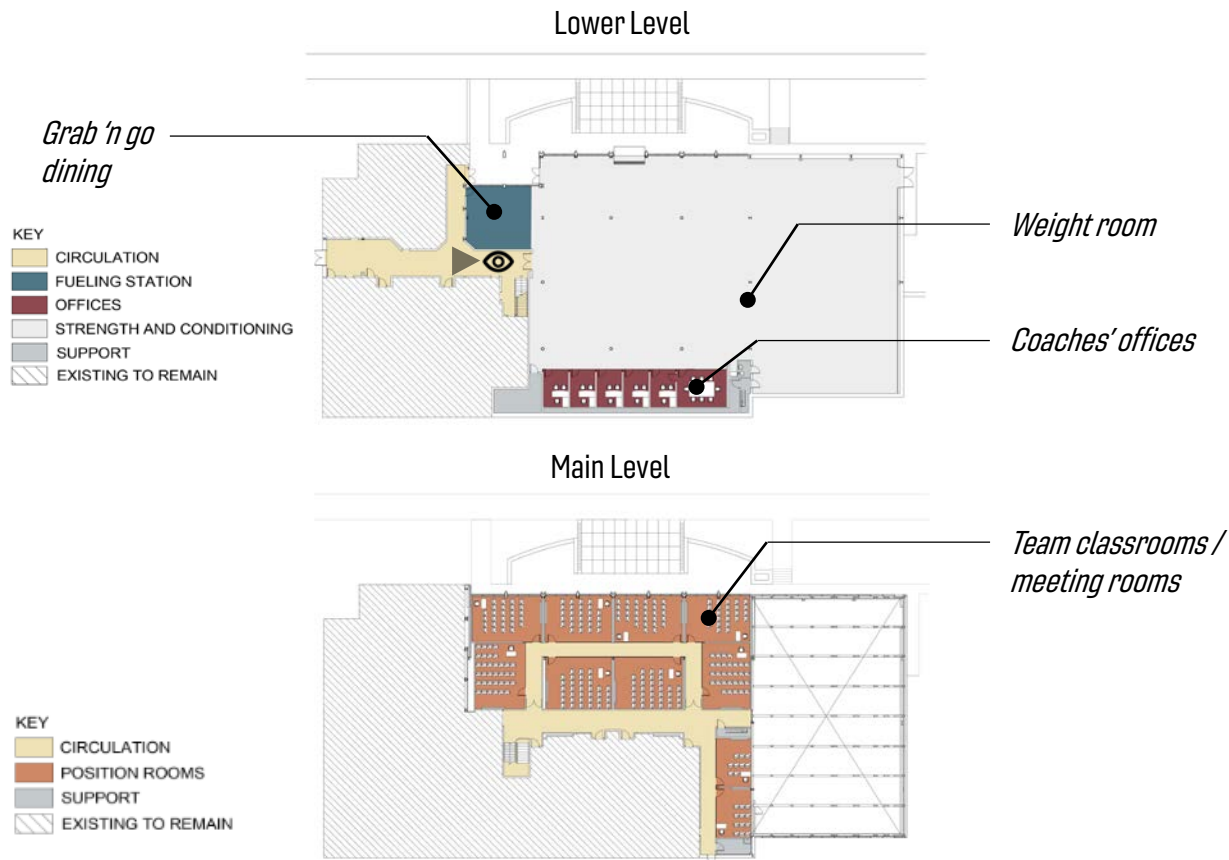 Lower Level
Grab ‘n go
dining
KEY
CIRCULATION
FUELING STATION
OFFICES
STRENGTH AND CONDITIONING
SUPPORT
EXISTING TO REMAIN
Weight room
Coaches’ offices
Main Level
Team classrooms /
meeting rooms
KEY
CIRCULATION
POSITION ROOMS
SUPPORT
EXISTING TO REMAIN